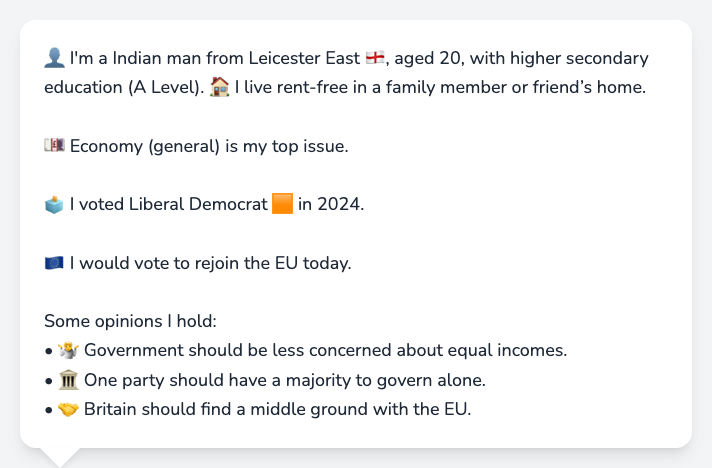 👤 I'm a Indian man from Leicester East 🏴󠁧󠁢󠁥󠁮󠁧󠁿, aged 20, with higher secondary
education (A Level). 🏠 I live rent-free in a family member or friend’s home.
💷 Economy (general) is my top issue.
🗳️ I voted Liberal Democrat 🟧 in 2024.
🇪🇺 I would vote to rejoin the EU today.
Some opinions I hold:
• 🤷 Government should be less concerned about equal incomes.
• 🏛️ One party should have a majority to govern alone.
• 🤝 Britain should find a middle ground with the EU.